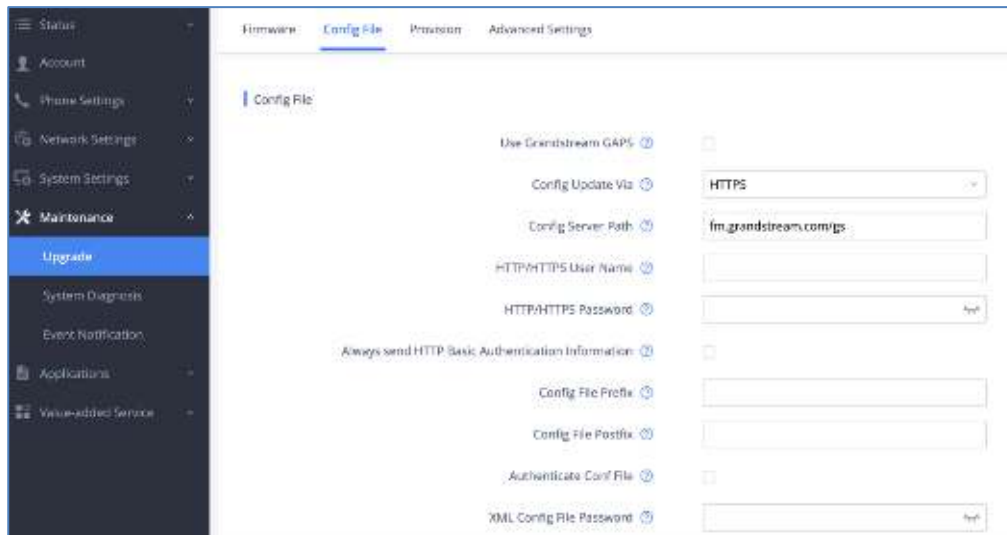 Status
Account
Phone Settings
Network Settings
System Settings
Maintenance
Upgrade
System Diagnosis
Event Notification
Applications
Value-added Service
Firmware Config File Provision Advanced Settings
Config File
Use Grandstream GAPS
Config Update Via HTTPS
Config Server Path fm.grandstream.com/gs
HTTP/HTTPS User Name
HTTP/HTTPS Password
Always send HTTP Basic Authentication Information
Config File Prefix
Config File Postfix
Authenticate Conf File
XML Config File Password